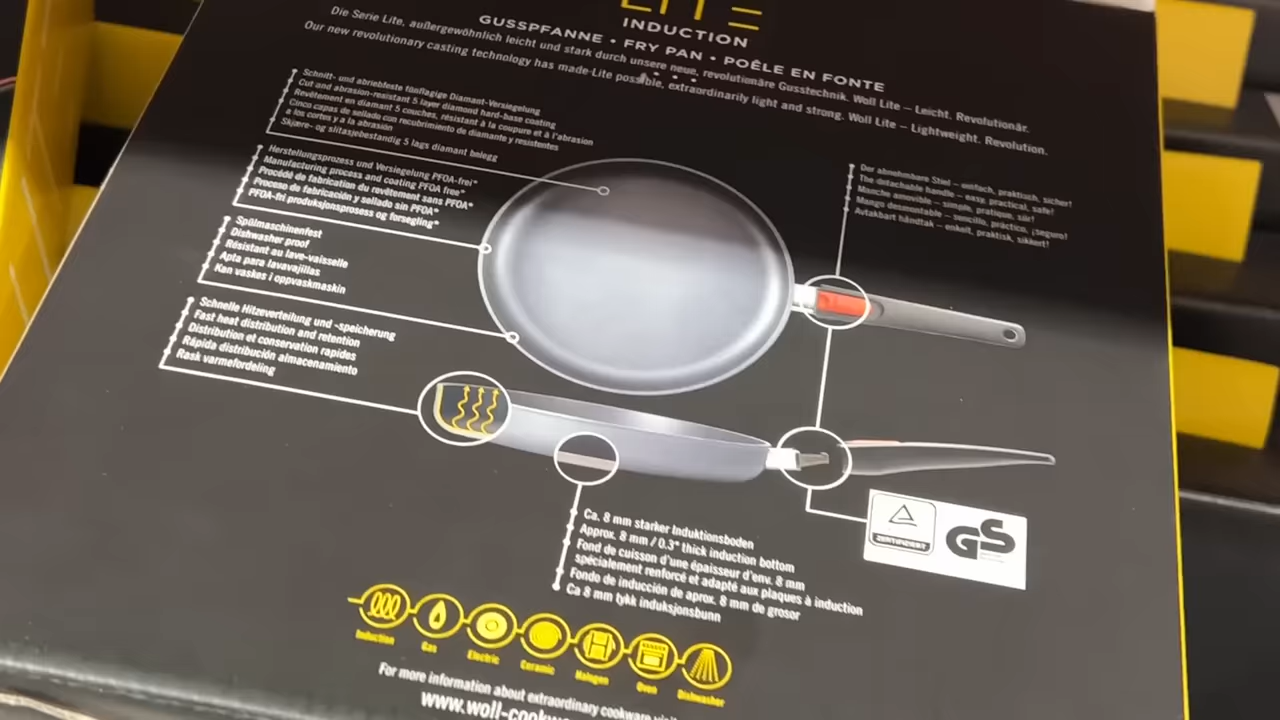 LITE
INDUCTION
GUSSPFANNE • FRY PAN • POÊLE EN FONTE
Die Serie Lite, außergewöhnlich leicht und stark durch unsere neue, revolutionäre Gusstechnik. Woll Lite – Leicht. Revolutionär.
Our new revolutionary casting technology has made Lite possible, extraordinarily light and strong. Woll Lite – Lightweight. Revolution.
Schnitt- und abriebfeste fünflagige Diamant-Versiegelung
Cut and abrasion-resistant 5 layer diamond hard-base coating
Revêtement en diamant 5 couches, résistant à la coupure et à l'abrasion
Cinco capas de sellado con recubrimiento de diamante y resistentes
a los cortes y a la abrasión
Skjære- og slitasjebestandig 5 lags diamant belegg
Herstellungsprozess und Versiegelung PFOA-frei*
Manufacturing process and coating PFOA free*
Procédé de fabrication du revêtement sans PFOA*
Proceso de fabricación y sellado sin PFOA*
PFOA-fri produksjonsprosess og forsegling*
Spülmaschinenfest
Dishwasher proof
Résistant au lave-vaisselle
Apta para lavavajillas
Kan vaskes i oppvaskmaskin
Schnelle Hitzeverteilung und -speicherung
Fast heat distribution and retention
Distribution et conservation rapides
Rápida distribución almacenamiento
Rask varmefordeling
Der abnehmbare Stiel – einfach, praktisch, sicher!
The detachable handle – easy, practical, safe!
Manche amovible – simple, pratique, sûr!
Mango desmontable – sencillo, práctico, ¡seguro!
Avtakbart håndtak – enkelt, praktisk, sikkert!
ZERTIFIZIERT
GS
Ca. 8 mm starker Induktionsboden
Approx. 8 mm / 0.3" thick induction bottom
Fond de cuisson d'une épaisseur d'env. 8 mm
spécialement renforcé et adapté aux plaques à induction
Fondo de inducción de aprox. 8 mm de grosor
Ca 8 mm tykk induksjonsbunn
Induction
Gas
Electric
Ceramic
Halogen
Oven
Dishwasher
For more information about extraordinary cookware
www.woll-cookw